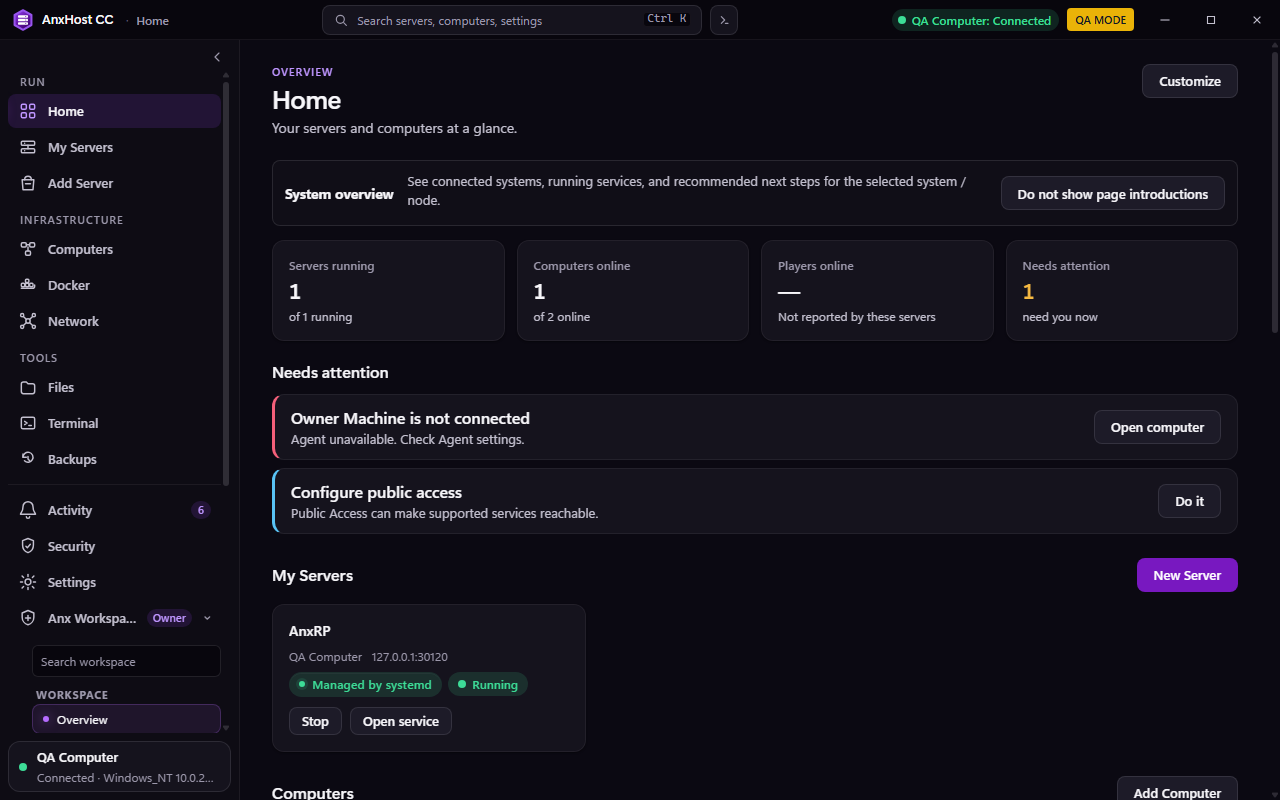 AnxHost CC · Home
Search servers, computers, settings
Ctrl K
QA Computer: Connected
QA MODE
RUN
Home
My Servers
Add Server
INFRASTRUCTURE
Computers
Docker
Network
TOOLS
Files
Terminal
Backups
Activity 6
Security
Settings
Anx Workspa... Owner
Search workspace
WORKSPACE
Overview
QA Computer
Connected · Windows_NT 10.0.2...
OVERVIEW
Home
Your servers and computers at a glance.
Customize
System overview
See connected systems, running services, and recommended next steps for the selected system /
node.
Do not show page introductions
Servers running
1
of 1 running
Computers online
1
of 2 online
Players online
—
Not reported by these servers
Needs attention
1
need you now
Needs attention
Owner Machine is not connected
Agent unavailable. Check Agent settings.
Open computer
Configure public access
Public Access can make supported services reachable.
Do it
My Servers
New Server
AnxRP
QA Computer 127.0.0.1:30120
Managed by systemd
Running
Stop
Open service
Computers
Add Computer